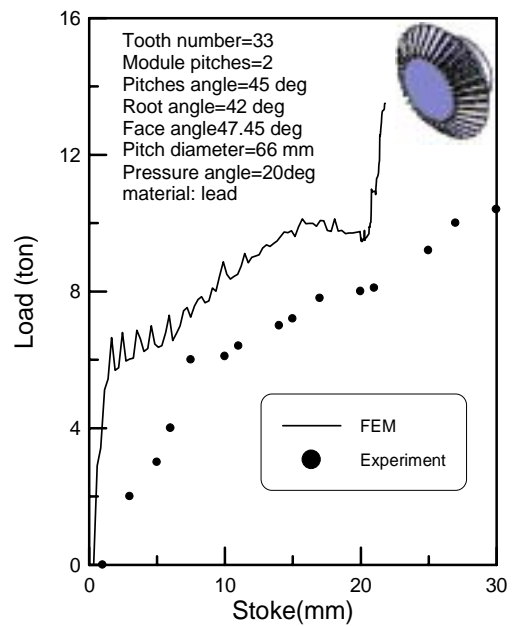 16
12
8
4
0
Load (ton)
Tooth number=33
Module pitches=2
Pitches angle=45 deg
Root angle=42 deg
Face angle47.45 deg
Pitch diameter=66 mm
Pressure angle=20deg
material: lead
FEM
Experiment
0 10 20 30
Stoke(mm)